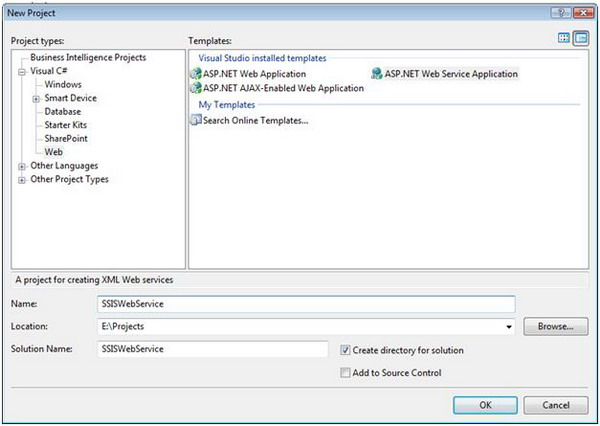 New Project
Project types:
Templates:
Business Intelligence Projects
Visual C#
Windows
Smart Device
Database
Starter Kits
SharePoint
Web
Other Languages
Other Project Types
Visual Studio installed templates
ASP.NET Web Application
ASP.NET Web Service Application
ASP.NET AJAX-Enabled Web Application
My Templates
Search Online Templates...
A project for creating XML Web services
Name: SSISWebService
Location: E:\Projects Browse...
Solution Name: SSISWebService Create directory for solution
Add to Source Control
OK Cancel